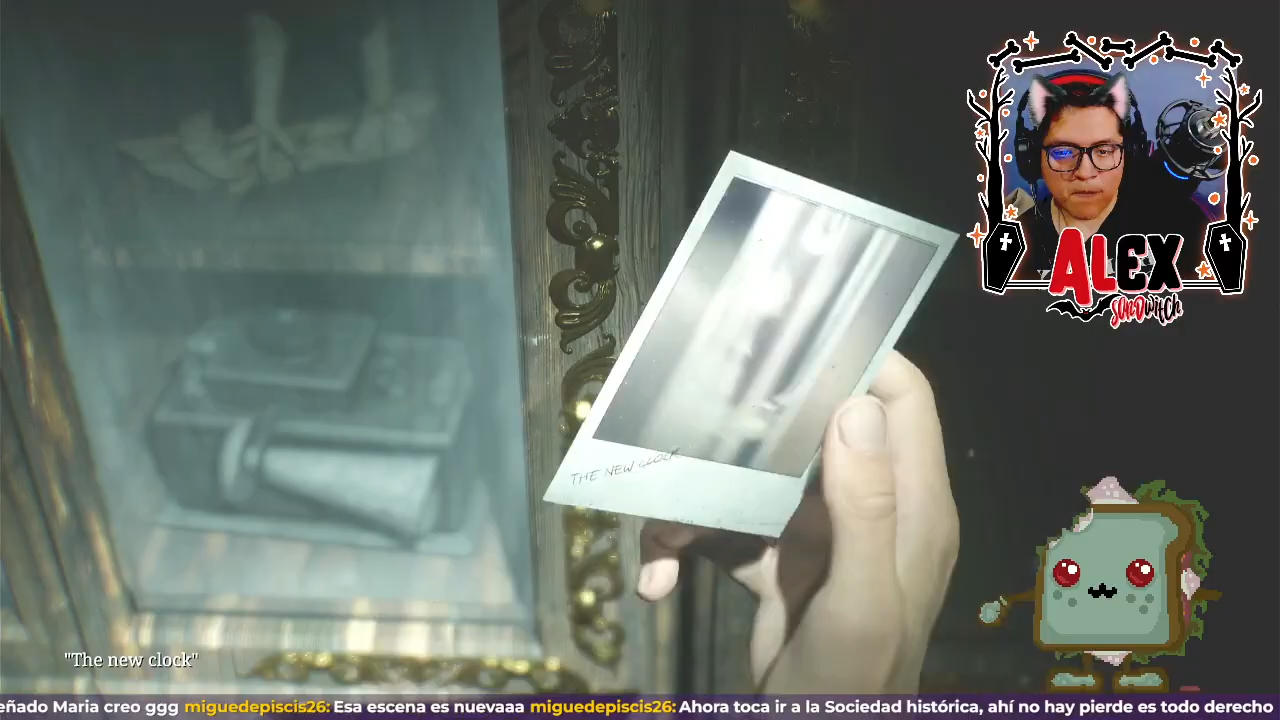 THE NEW CLOCK
ALEX
SANDWITCH
"The new clock"
eñado Maria creo ggg miguedepiscis26: Esa escena es nuevaaa miguedepiscis26: Ahora toca ir a la Sociedad histórica, ahí no hay pierde es todo derecho